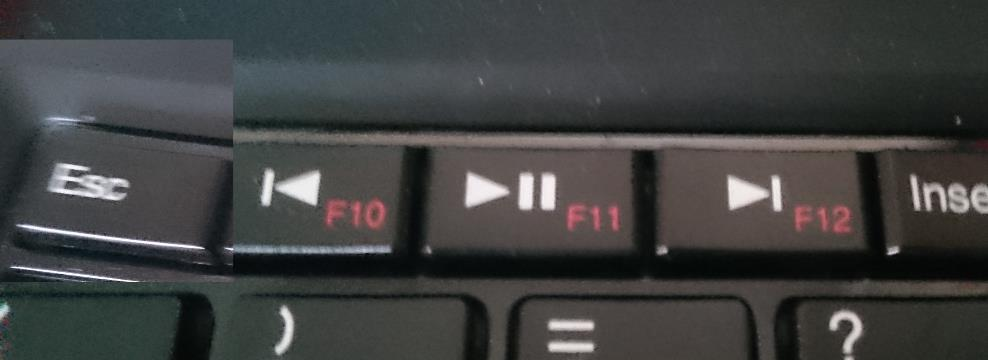 Esc F10 F11 F12 Inse
) = ?